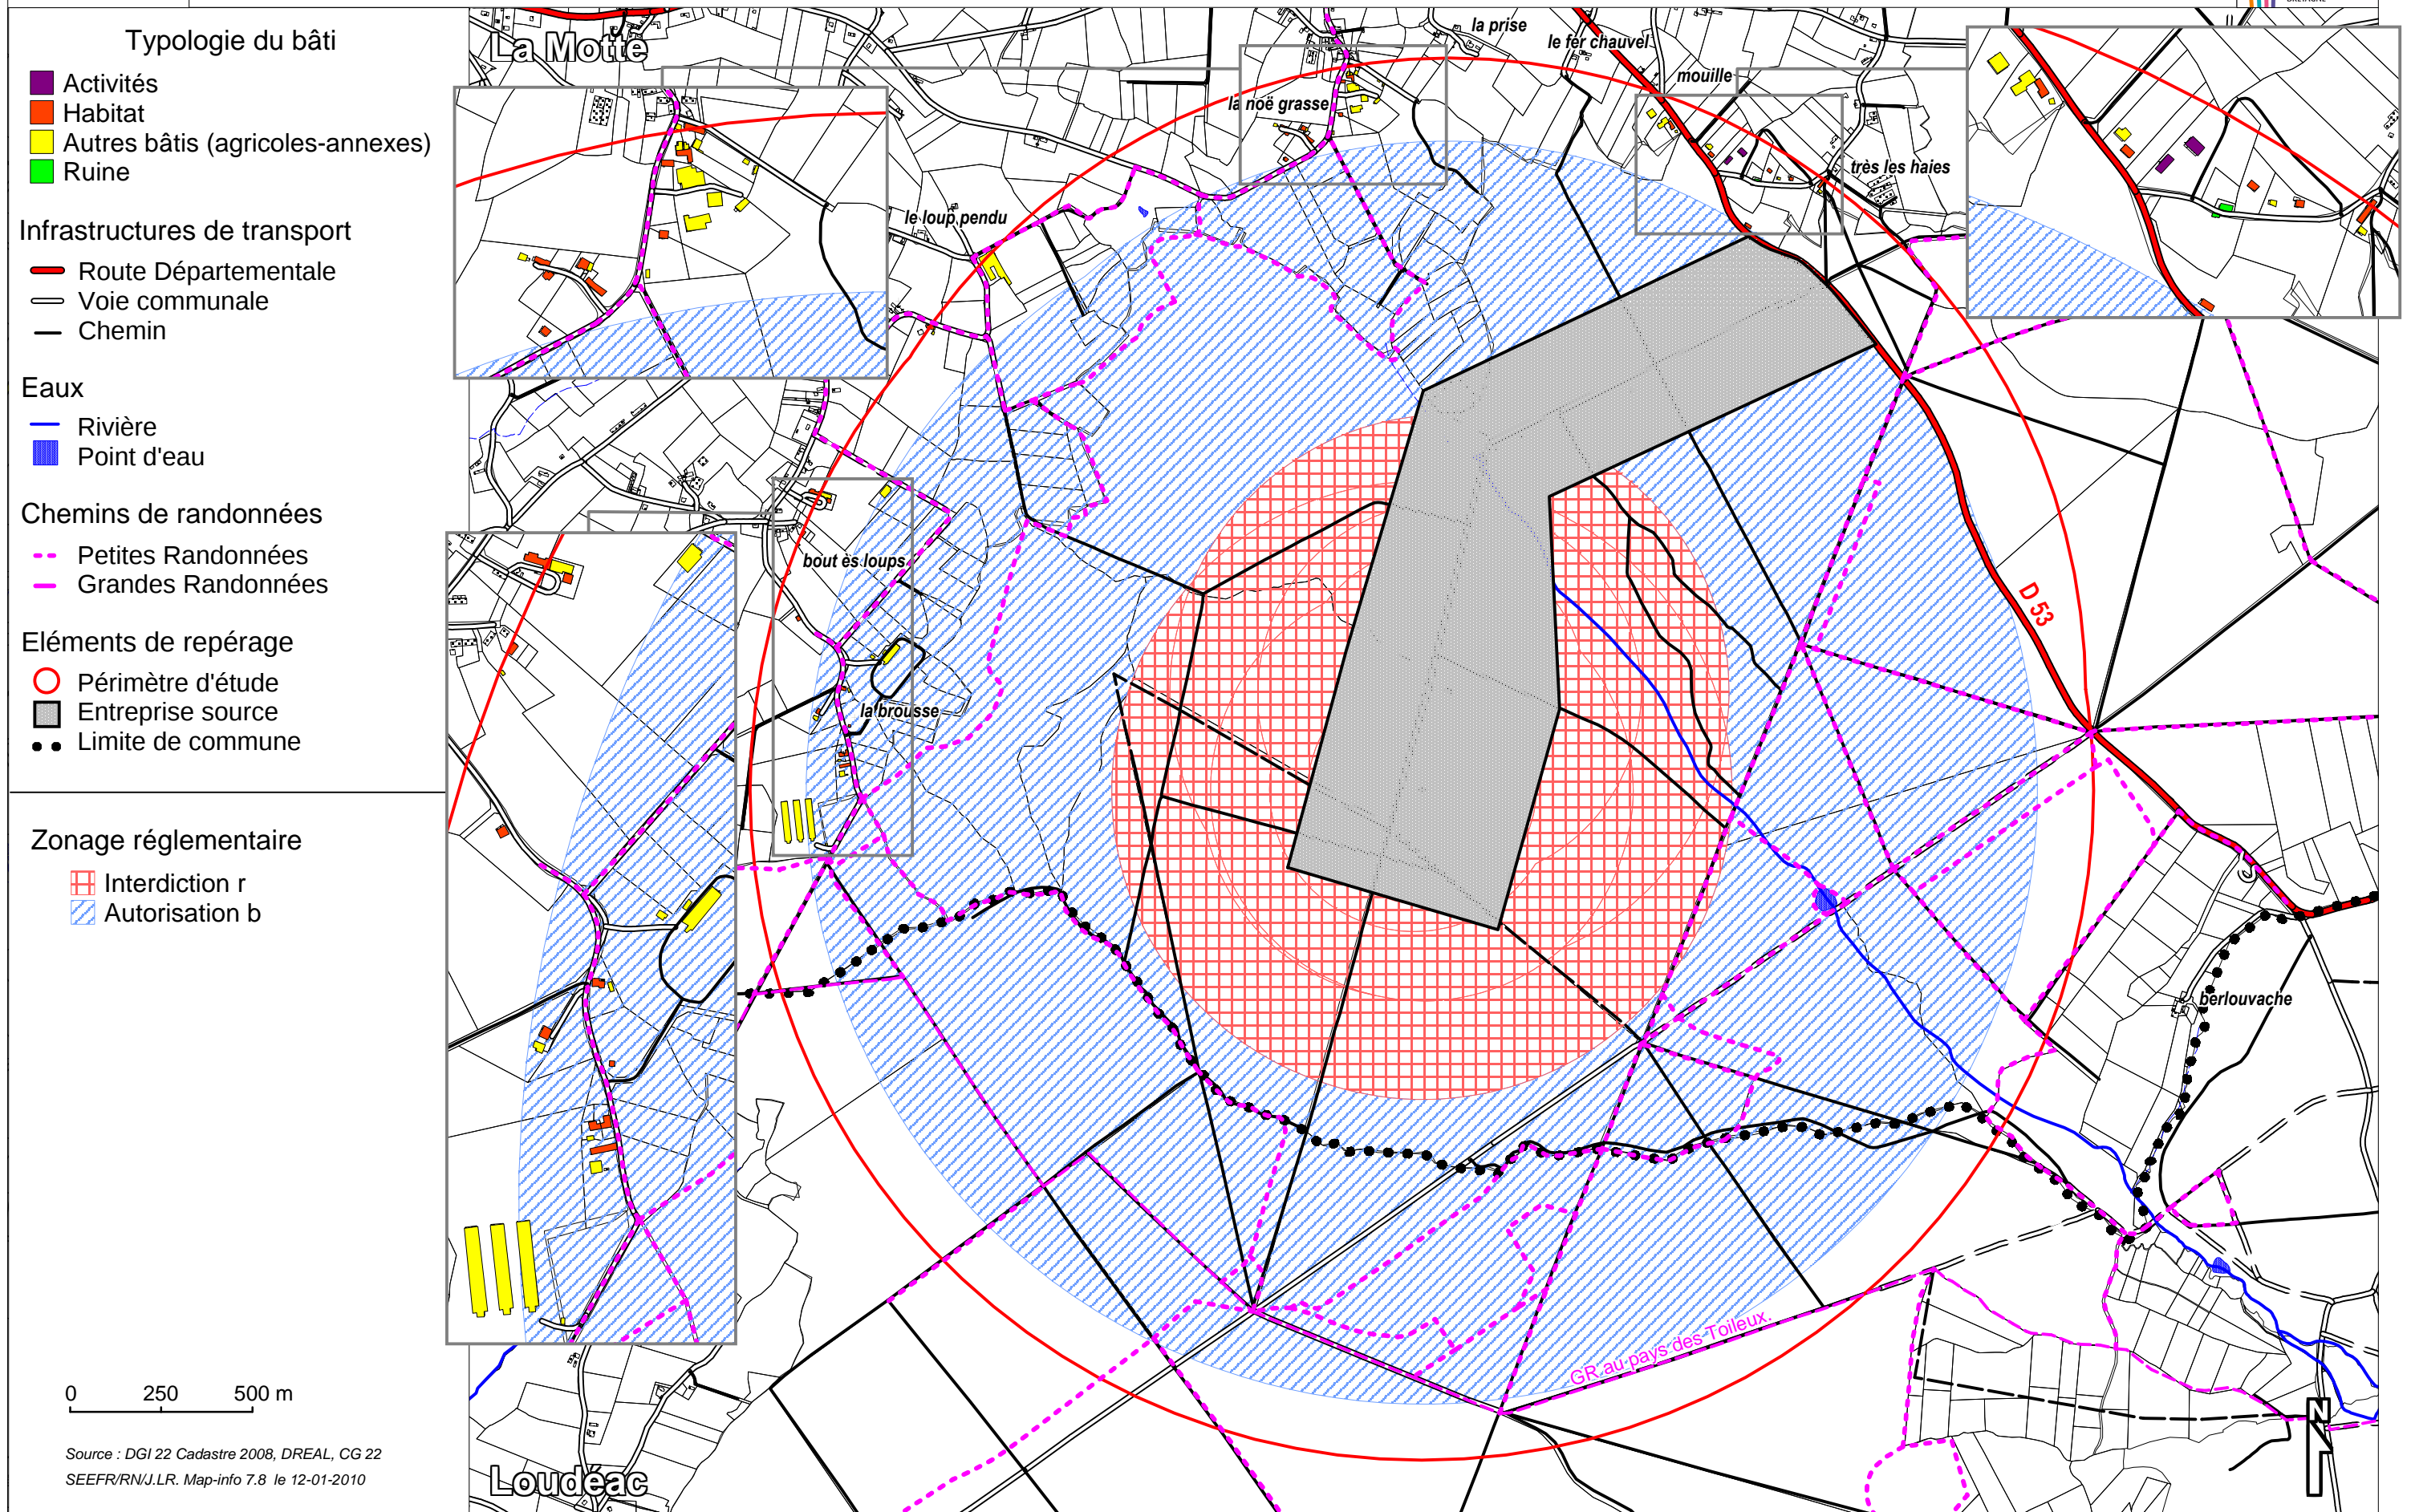 Typologie du bâti
Activités
Habitat
Autres bâtis (agricoles-annexes)
Ruine
Infrastructures de transport
Route Départementale
Voie communale
Chemin
Eaux
Rivière
Point d'eau
Chemins de randonnées
Petites Randonnées
Grandes Randonnées
Eléments de repérage
Périmètre d'étude
Entreprise source
Limite de commune
Zonage réglementaire
Interdiction r
Autorisation b
0 250 500 m
Source : DGI 22 Cadastre 2008, DREAL, CG 22
SEEFR/RN/J.LR. Map-info 7.8 le 12-01-2010
La Motte
la prise
le fer chauvel
mouille
la noë grasse
très les haies
le loup pendu
bout ès loups
la brousse
D 53
berlouvache
GR au pays des Toileux.
Loudéac
N